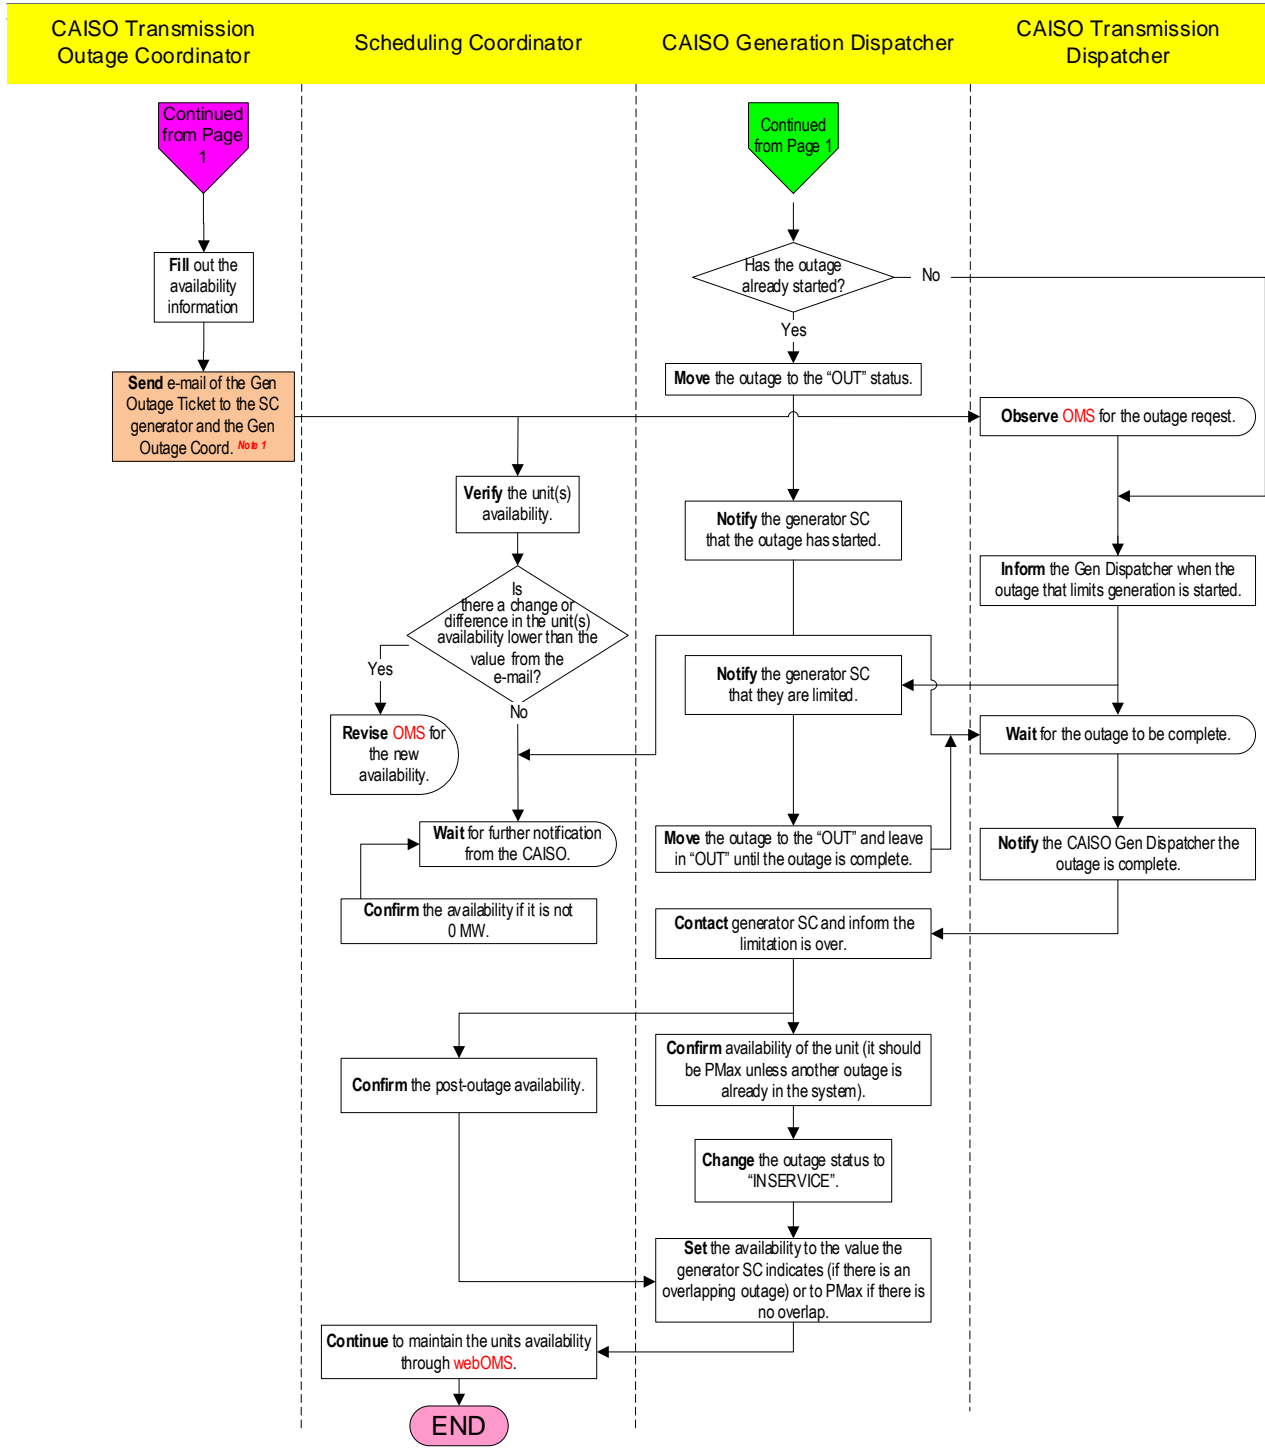 CAISO Transmission
Outage Coordinator
Scheduling Coordinator
CAISO Generation Dispatcher
CAISO Transmission
Dispatcher
Continued
from Page
1
Continued
from Page 1
Fill out the
availability
information
Has the outage
already started?
No
Yes
Send e-mail of the Gen
Outage Ticket to the SC
generator and the Gen
Outage Coord. Note 1
Move the outage to the “OUT” status.
Observe OMS for the outage reqest.
Verify the unit(s)
availability.
Notify the generator SC
that the outage has started.
Inform the Gen Dispatcher when the
outage that limits generation is started.
Is
there a change or
difference in the unit(s)
availability lower than the
value from the
e-mail?
Yes
No
Notify the generator SC
that they are limited.
Revise OMS for
the new
availability.
Wait for the outage to be complete.
Wait for further notification
from the CAISO.
Move the outage to the “OUT” and leave
in “OUT” until the outage is complete.
Notify the CAISO Gen Dispatcher the
outage is complete.
Confirm the availability if it is not
0 MW.
Contact generator SC and inform the
limitation is over.
Confirm the post-outage availability.
Confirm availability of the unit (it should
be PMax unless another outage is
already in the system).
Change the outage status to
“INSERVICE”.
Set the availability to the value the
generator SC indicates (if there is an
overlapping outage) or to PMax if there is
no overlap.
Continue to maintain the units availability
through webOMS.
END